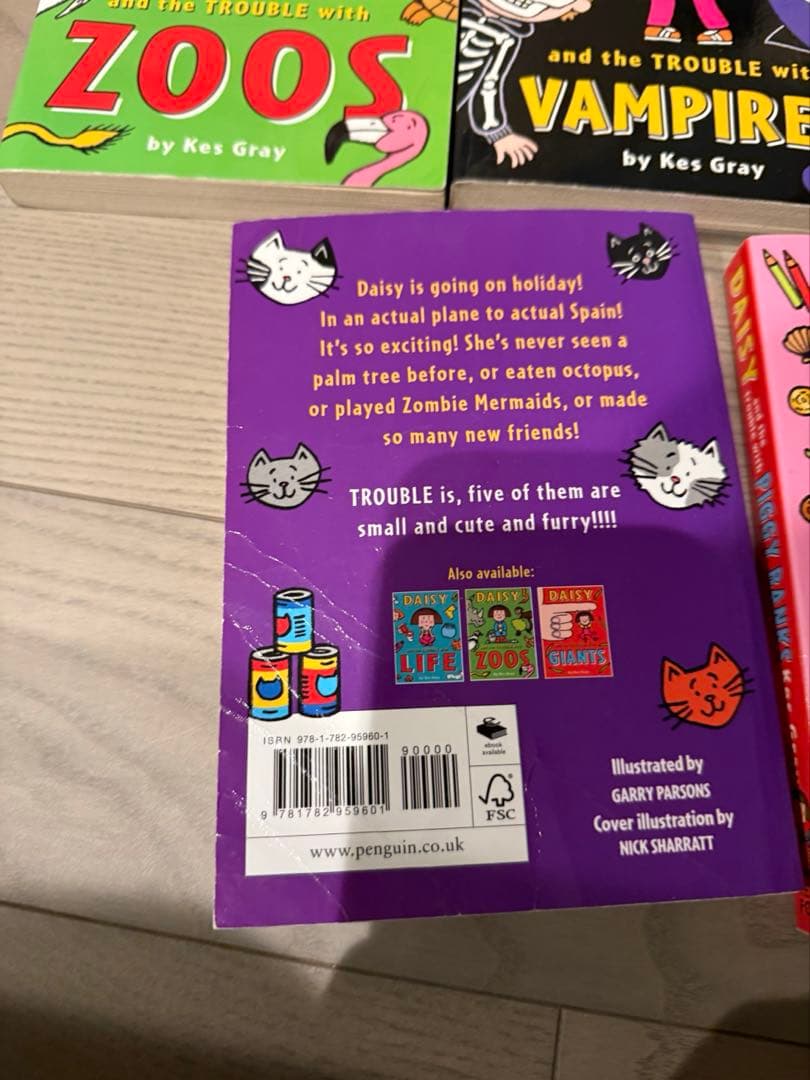 and the TROUBLE with
ZOOS
by Kes Gray
and the TROUBLE wit
VAMPIRE
by Kes Gray
Daisy is going on holiday!
In an actual plane to actual Spain!
It's so exciting! She's never seen a
palm tree before, or eaten octopus,
or played Zombie Mermaids, or made
so many new friends!
TROUBLE is, five of them are
small and cute and furry!!!!
Also available:
DAISY
LIFE
DAISY
ZOOS
DAISY
GIANTS
ISBN 978-1-782-95960-1
90000
9 781782 959601
ebook
available
FSC
www.penguin.co.uk
Illustrated by
GARRY PARSONS
Cover illustration by
NICK SHARRATT
DAISY
and the
trouble with
PIGGY BANKS